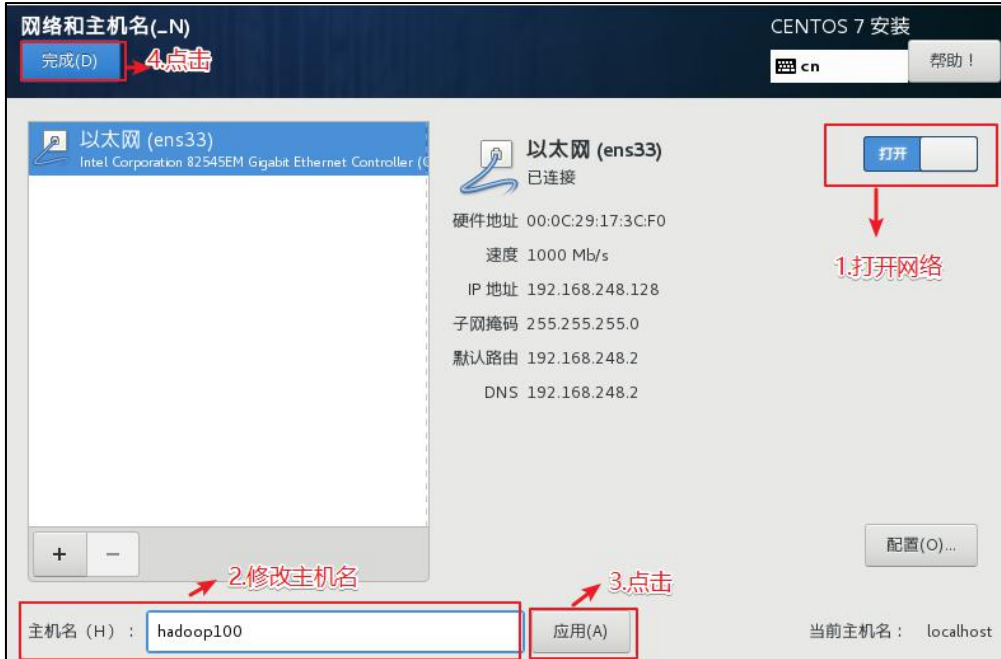 网络和主机名(_N)
CENTOS 7 安装
完成(D)
4.点击
cn
帮助！
以太网 (ens33)
Intel Corporation 82545EM Gigabit Ethernet Controller (
以太网 (ens33)
已连接
打开
1.打开网络
硬件地址 00:0C:29:17:3C:F0
速度 1000 Mb/s
IP 地址 192.168.248.128
子网掩码 255.255.255.0
默认路由 192.168.248.2
DNS 192.168.248.2
+ −
配置(O)...
2.修改主机名
3.点击
主机名（H）： hadoop100
应用(A)
当前主机名： localhost